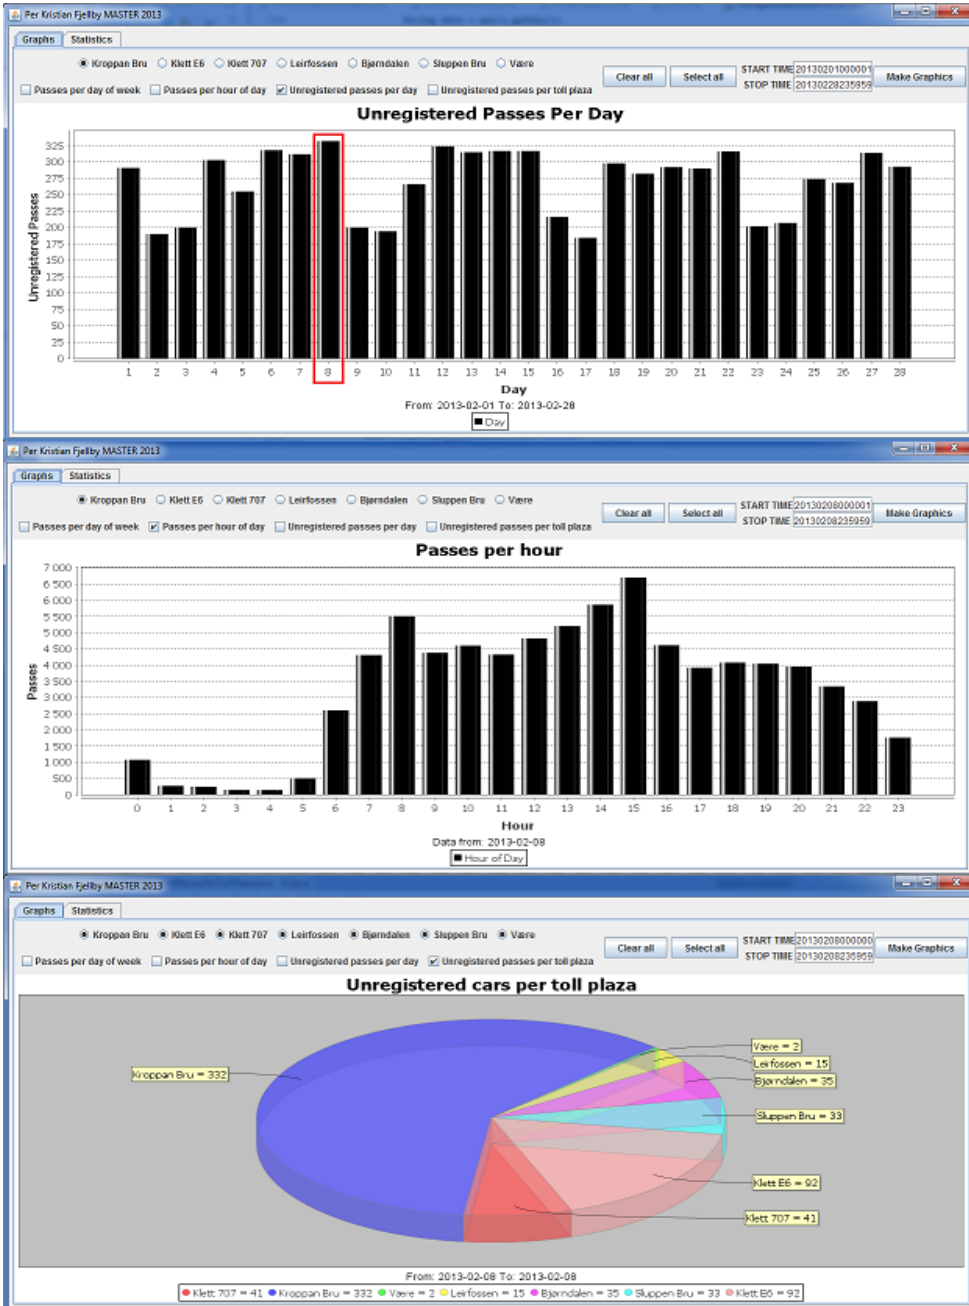 Per Kristian Fjellby MASTER 2013
Graphs Statistics
Kroppan Bru Klett E6 Klett 707 Leirfossen Bjørndalen Sluppen Bru Være
Clear all Select all START TIME 20130201000001 Make Graphics
STOP TIME 20130228235959
Passes per day of week Passes per hour of day Unregistered passes per day Unregistered passes per toll plaza
Unregistered Passes Per Day
Unregistered Passes
325
300
275
250
225
200
175
150
125
100
75
50
25
0
1 2 3 4 5 6 7 8 9 10 11 12 13 14 15 16 17 18 19 20 21 22 23 24 25 26 27 28
Day
From: 2013-02-01 To: 2013-02-28
Day
Per Kristian Fjellby MASTER 2013
Graphs Statistics
Kroppan Bru Klett E6 Klett 707 Leirfossen Bjørndalen Sluppen Bru Være
Clear all Select all START TIME 20130208000001 Make Graphics
STOP TIME 20130208235959
Passes per day of week Passes per hour of day Unregistered passes per day Unregistered passes per toll plaza
Passes per hour
Passes
7 000
6 500
6 000
5 500
5 000
4 500
4 000
3 500
3 000
2 500
2 000
1 500
1 000
500
0
0 1 2 3 4 5 6 7 8 9 10 11 12 13 14 15 16 17 18 19 20 21 22 23
Hour
Data from: 2013-02-08
Hour of Day
Per Kristian Fjellby MASTER 2013
Graphs Statistics
Kroppan Bru Klett E6 Klett 707 Leirfossen Bjørndalen Sluppen Bru Være
Clear all Select all START TIME 20130208000000 Make Graphics
STOP TIME 20130208235959
Passes per day of week Passes per hour of day Unregistered passes per day Unregistered passes per toll plaza
Unregistered cars per toll plaza
Være = 2
Leirfossen = 15
Kroppan Bru = 332
Bjørndalen = 35
Sluppen Bru = 33
Klett E6 = 92
Klett 707 = 41
From: 2013-02-08 To: 2013-02-08
Klett 707 = 41 Kroppan Bru = 332 Være = 2 Leirfossen = 15 Bjørndalen = 35 Sluppen Bru = 33 Klett E6 = 92